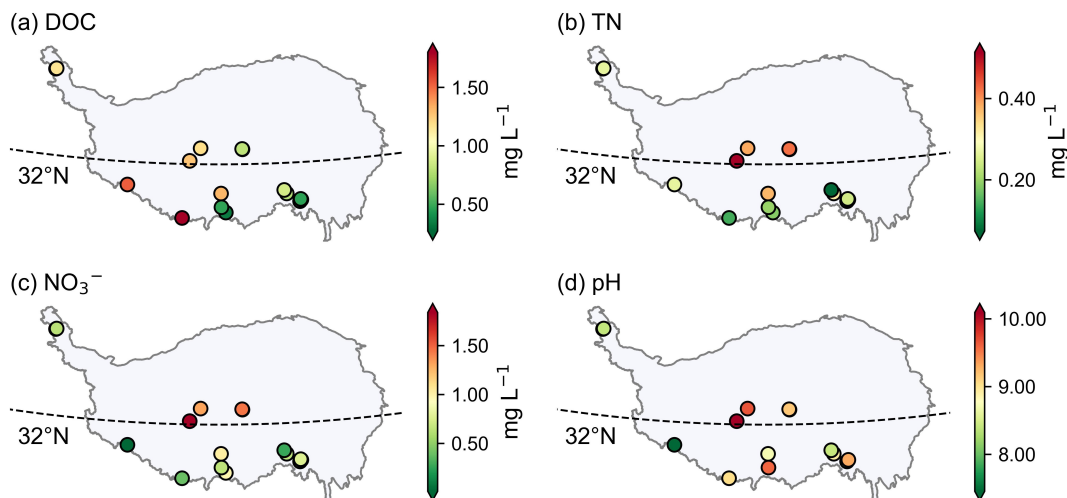 (a) DOC
32°N
1.50
1.00
0.50
mg L⁻¹
(b) TN
32°N
0.40
0.20
mg L⁻¹
(c) NO₃⁻
32°N
1.50
1.00
0.50
mg L⁻¹
(d) pH
32°N
10.00
9.00
8.00